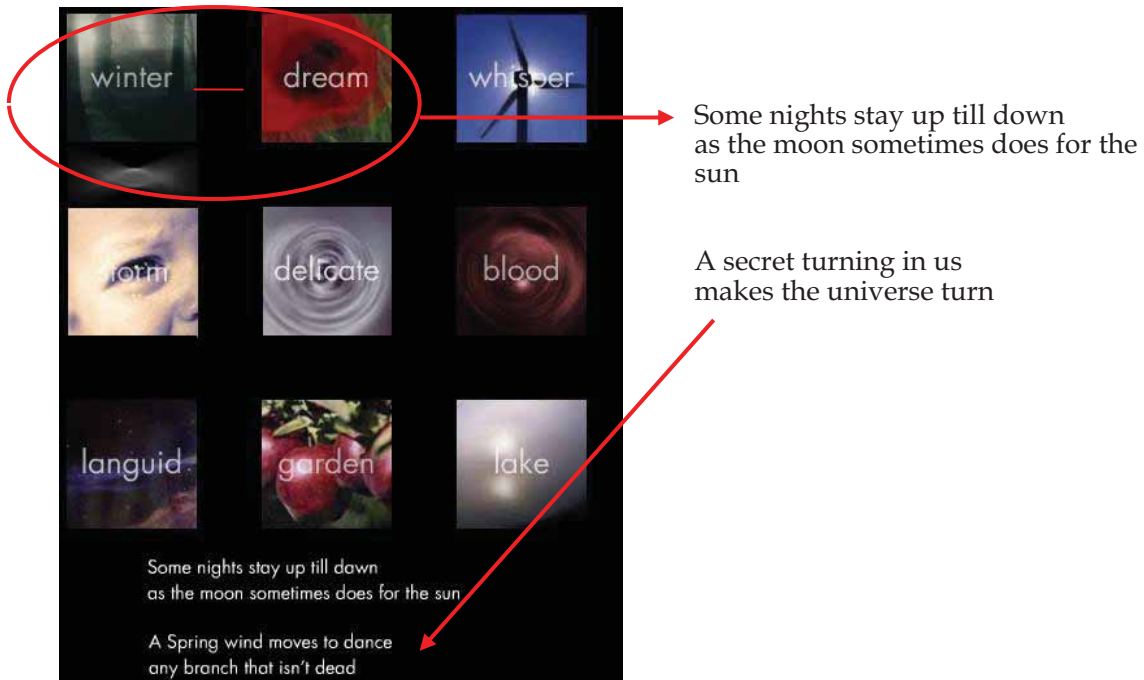 winter
dream
whisper
storm
delicate
blood
languid
garden
lake
Some nights stay up till dawn
as the moon sometimes does for the sun
A Spring wind moves to dance
any branch that isn't dead
Some nights stay up till down
as the moon sometimes does for the
sun
A secret turning in us
makes the universe turn